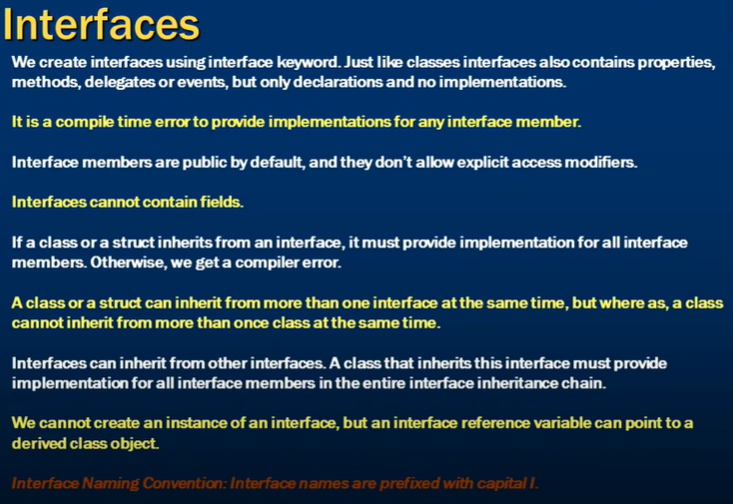 Interfaces
We create interfaces using interface keyword. Just like classes interfaces also contains properties,
methods, delegates or events, but only declarations and no implementations.
It is a compile time error to provide implementations for any interface member.
Interface members are public by default, and they don't allow explicit access modifiers.
Interfaces cannot contain fields.
If a class or a struct inherits from an interface, it must provide implementation for all interface
members. Otherwise, we get a compiler error.
A class or a struct can inherit from more than one interface at the same time, but where as, a class
cannot inherit from more than once class at the same time.
Interfaces can inherit from other interfaces. A class that inherits this interface must provide
implementation for all interface members in the entire interface inheritance chain.
We cannot create an instance of an interface, but an interface reference variable can point to a
derived class object.
Interface Naming Convention: Interface names are prefixed with capital I.